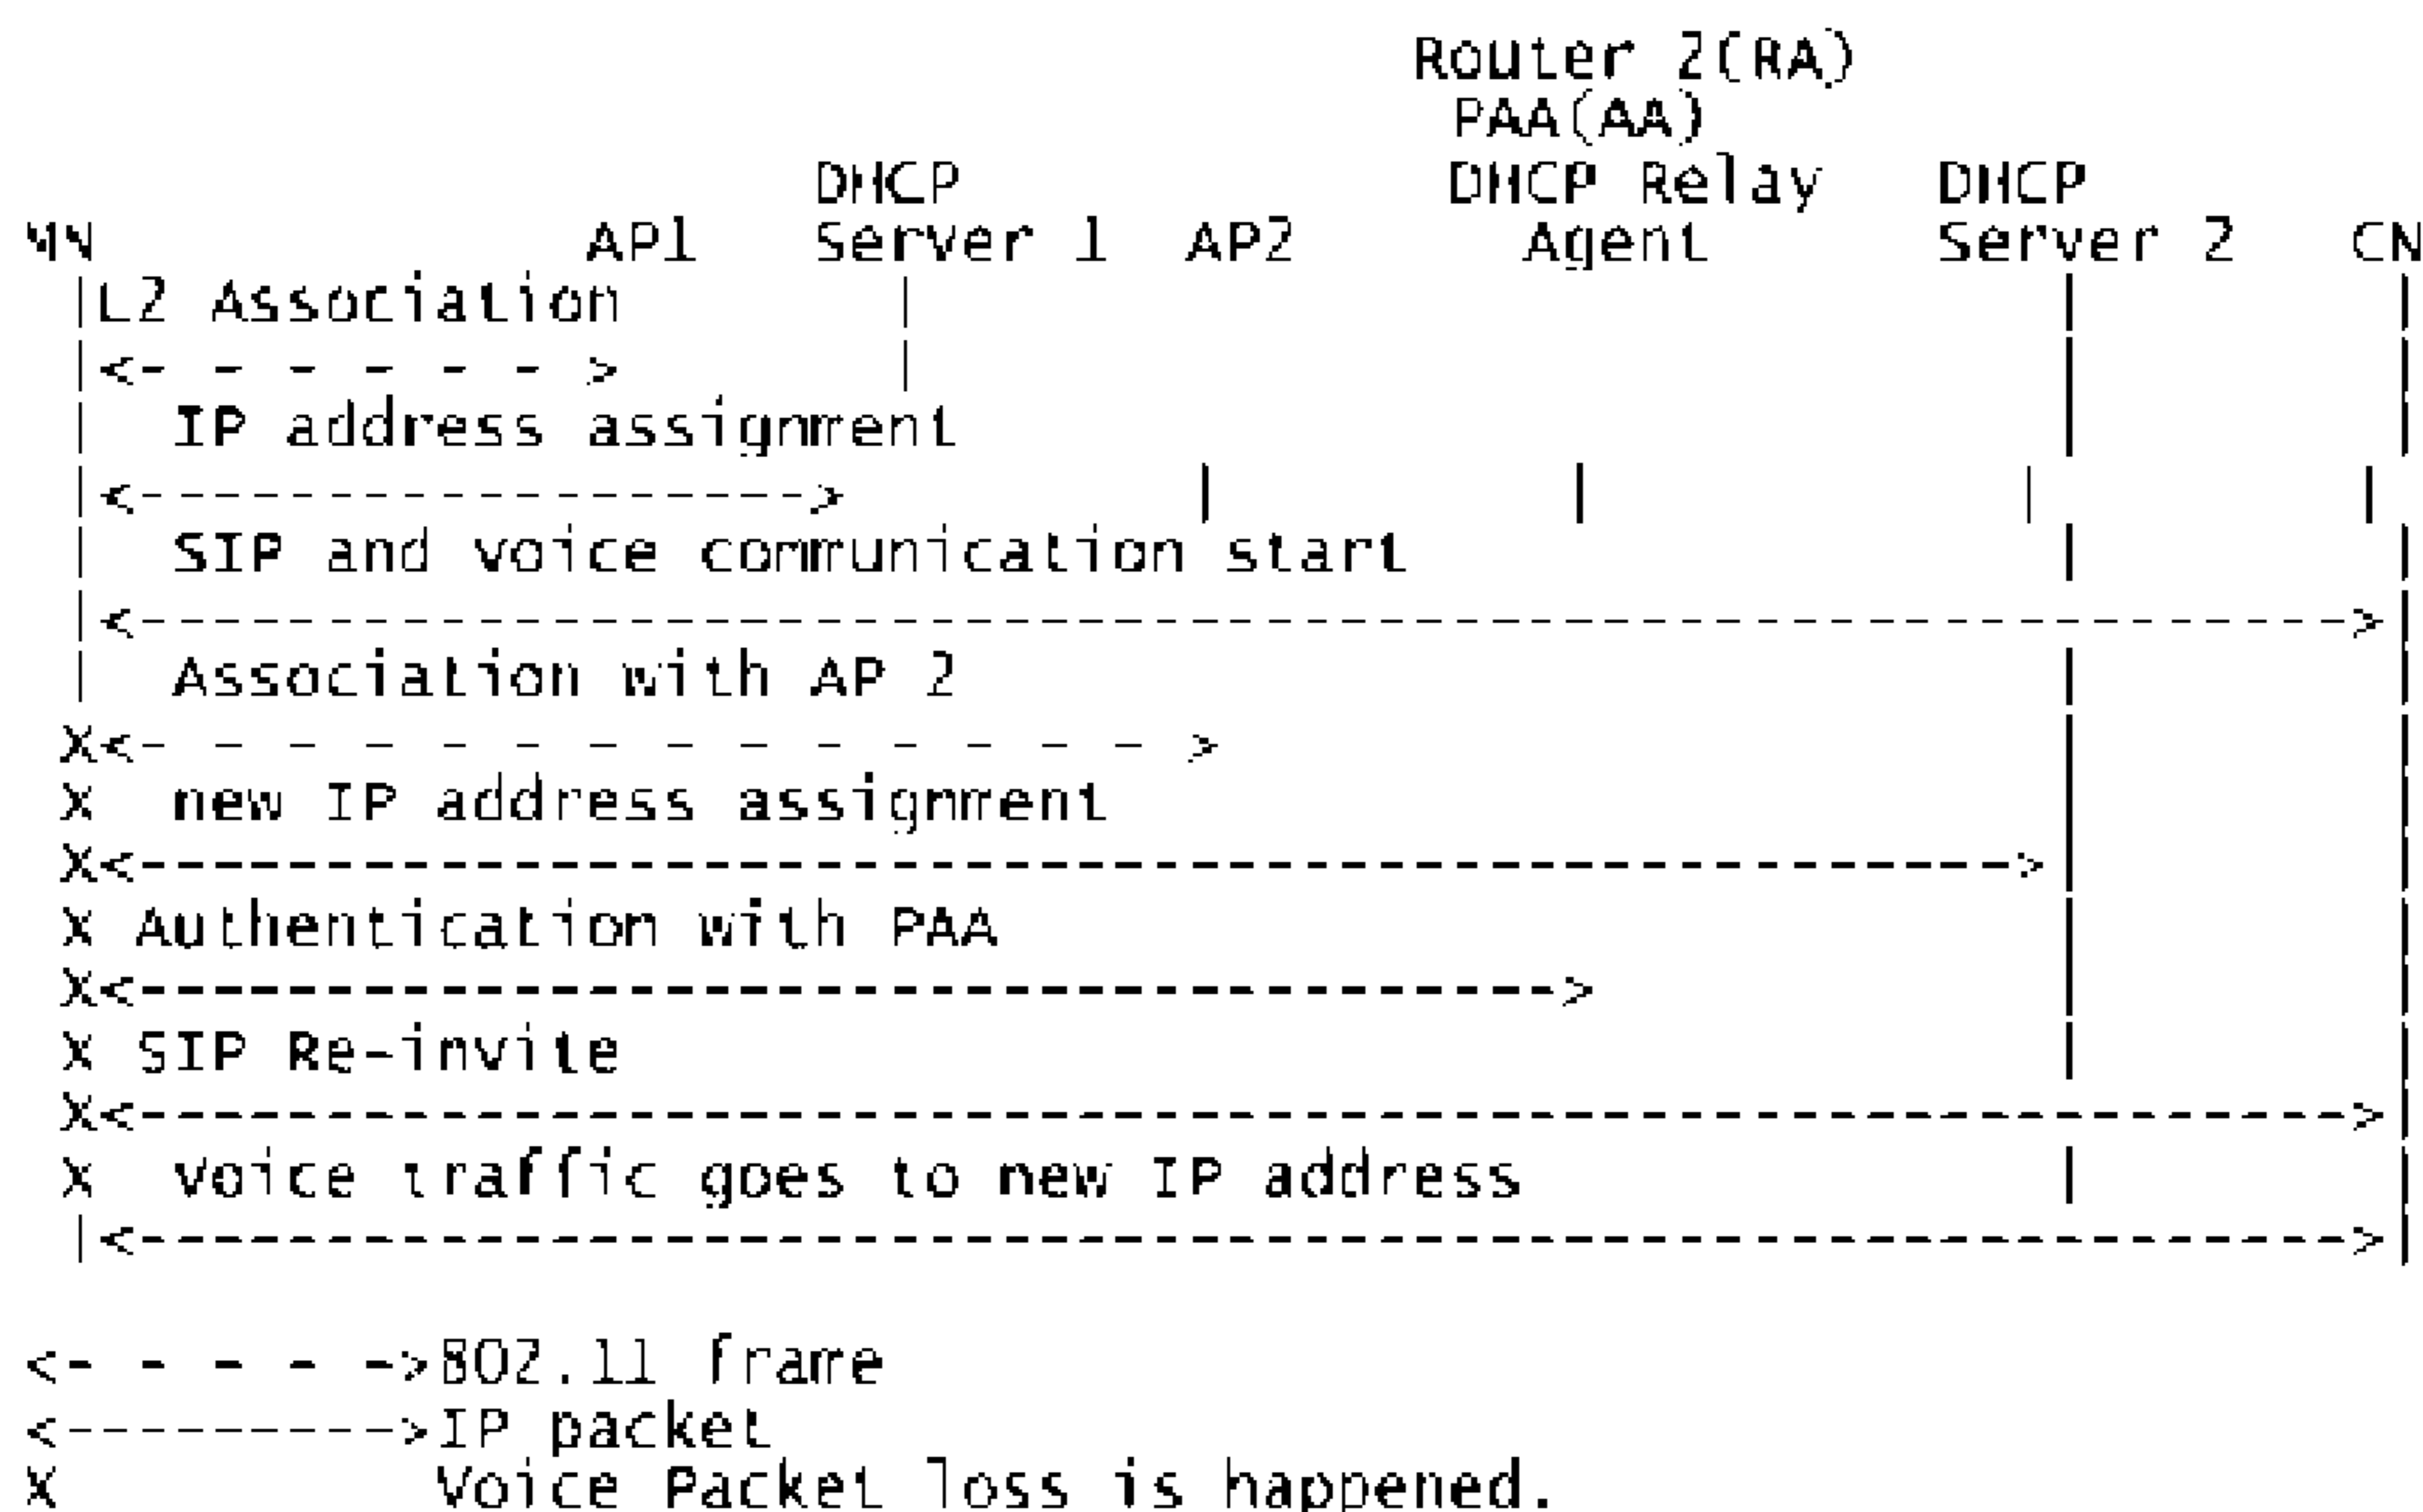 Router 2(RA)
                                      PAA(AA)
                     DHCP             DHCP Relay   DHCP
MN             AP1   Server 1  AP2      Agent      Server 2   CN
 |L2 Association       |                              |        |
 |<- - - - - - >       |                              |        |
 |  IP address assignment                             |        |
 |<------------------>         |         |           |        |
 |  SIP and voice communication start                 |        |
 |<----------------------------------------------------------->|
 |  Association with AP 2                             |        |
 X<- - - - - - - - - - - - - - >                      |        |
 X  new IP address assignment                         |        |
 X<-------------------------------------------------->|        |
 X Authentication with PAA                            |        |
 X<-------------------------------------->            |        |
 X SIP Re-invite                                      |        |
 X<----------------------------------------------------------->|
 X  Voice traffic goes to new IP address              |        |
 |<----------------------------------------------------------->|
<- - - - ->802.11 frame
<--------->IP packet
X          Voice Packet loss is happened.